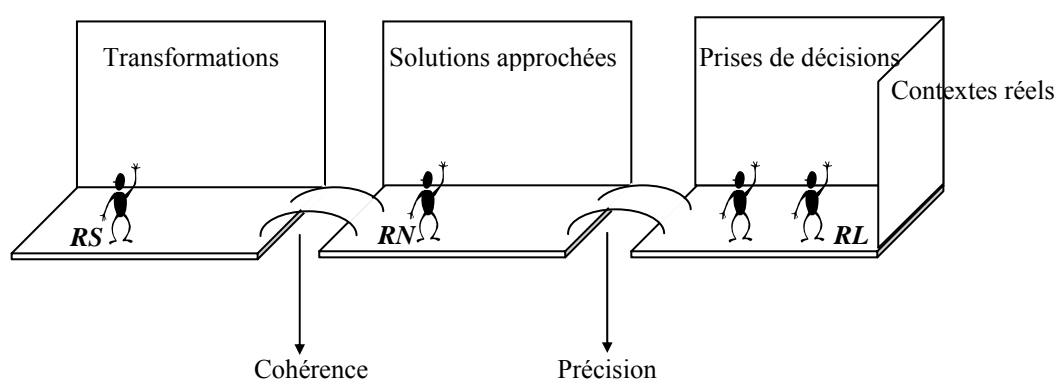 Transformations
Solutions approchées
Prises de décisions
Contextes réels
RS
RN
RL
Cohérence
Précision